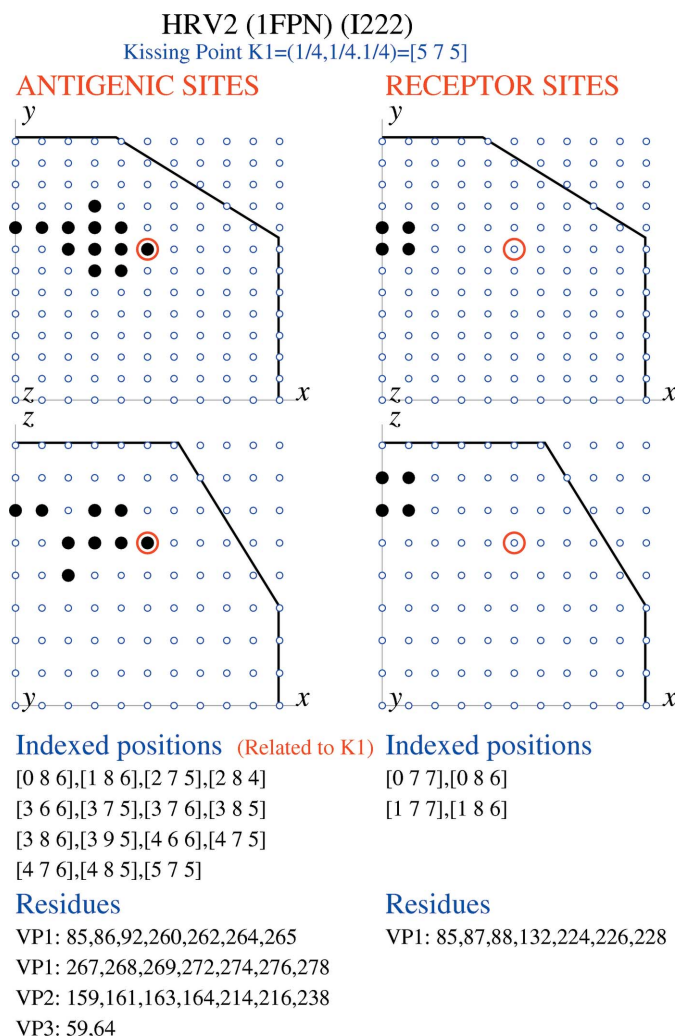 HRV2 (1FPN) (I222)
Kissing Point K1=(1/4,1/4.1/4)=[5 7 5]
ANTIGENIC SITES
RECEPTOR SITES
y
y
z
x
z
x
z
z
y
x
y
x
Indexed positions (Related to K1)
[0 8 6],[1 8 6],[2 7 5],[2 8 4]
[3 6 6],[3 7 5],[3 7 6],[3 8 5]
[3 8 6],[3 9 5],[4 6 6],[4 7 5]
[4 7 6],[4 8 5],[5 7 5]
Indexed positions
[0 7 7],[0 8 6]
[1 7 7],[1 8 6]
Residues
VP1: 85,86,92,260,262,264,265
VP1: 267,268,269,272,274,276,278
VP2: 159,161,163,164,214,216,238
VP3: 59,64
Residues
VP1: 85,87,88,132,224,226,228